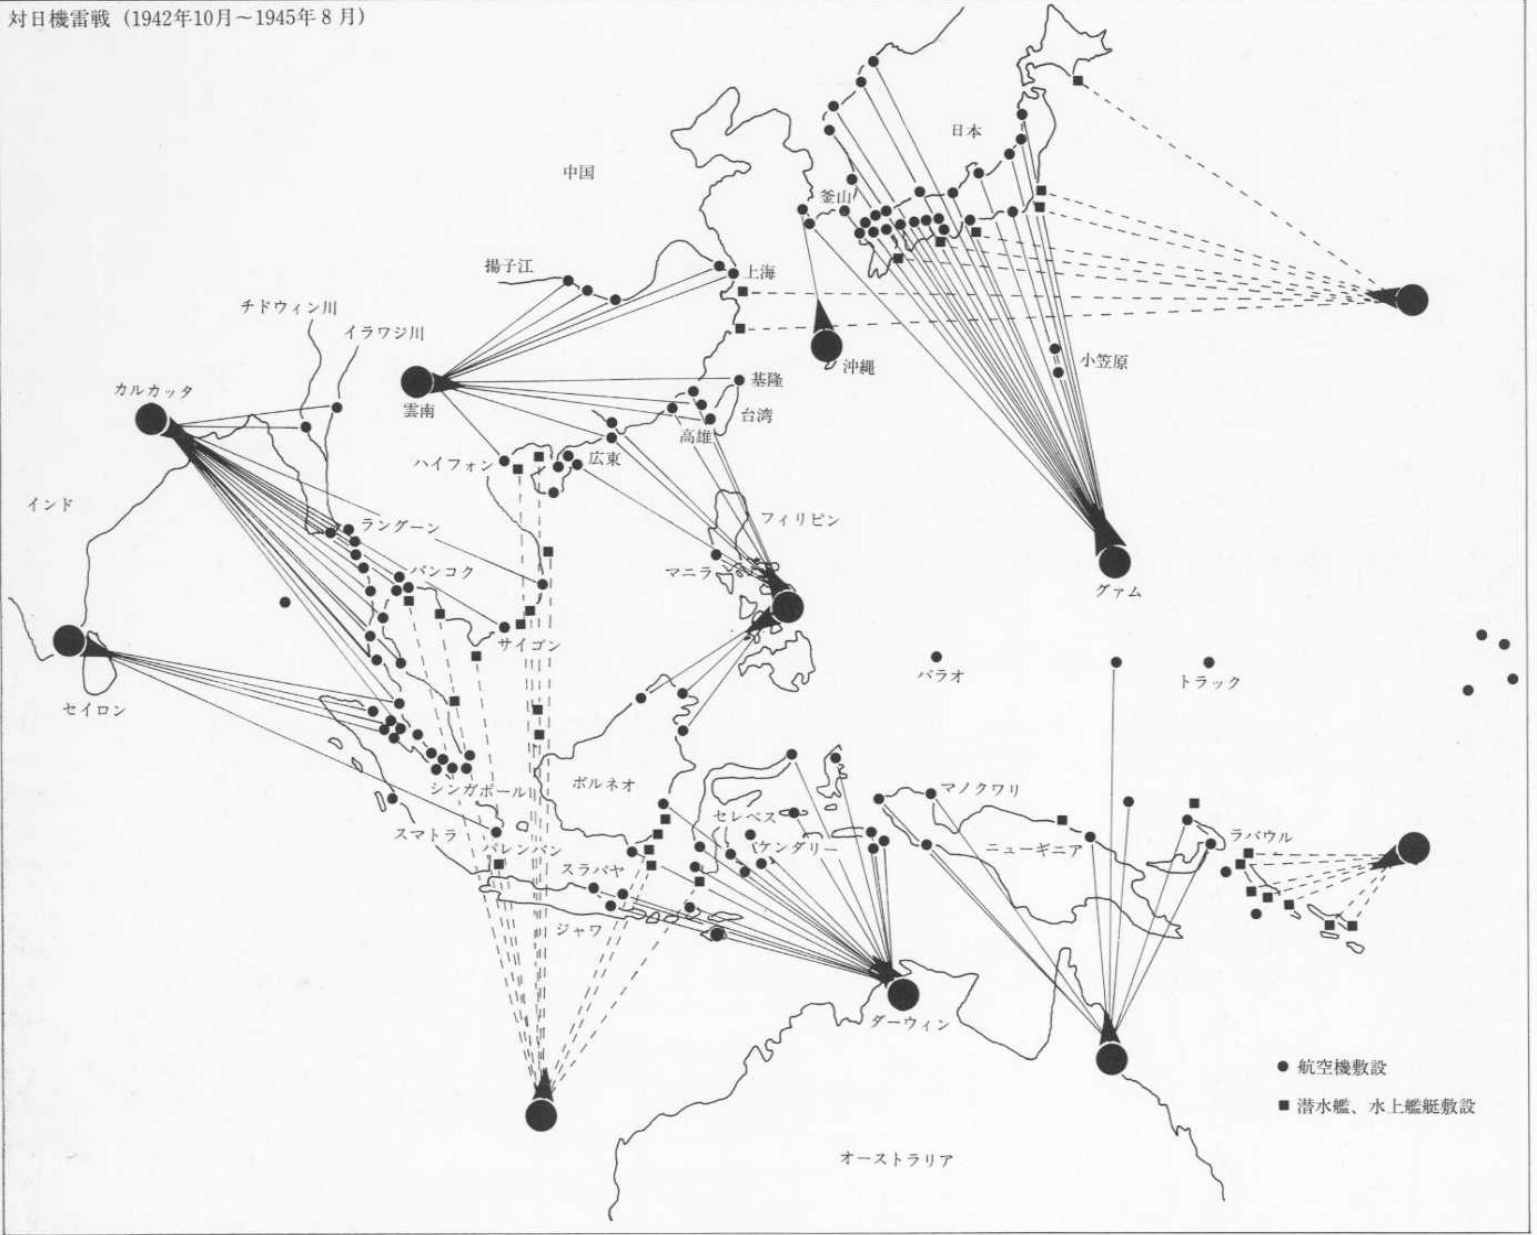 対日機雷戦（1942年10月～1945年8月）
日本
中国
釜山
揚子江
上海
チドウィン川
イラワジ川
小笠原
沖縄
カルカッタ
基隆
雲南
台湾
高雄
ハイフォン
広東
インド
フィリピン
ラングーン
バンコク
マニラ
グァム
サイゴン
パラオ
トラック
セイロン
ボルネオ
マノクワリ
シンガポール
セレベス
スマトラ
ラバウル
パレンバン
ケンダリー
ニューギニア
スラバヤ
ジャワ
ダーウィン
● 航空機敷設
■ 潜水艦、水上艦艇敷設
オーストラリア